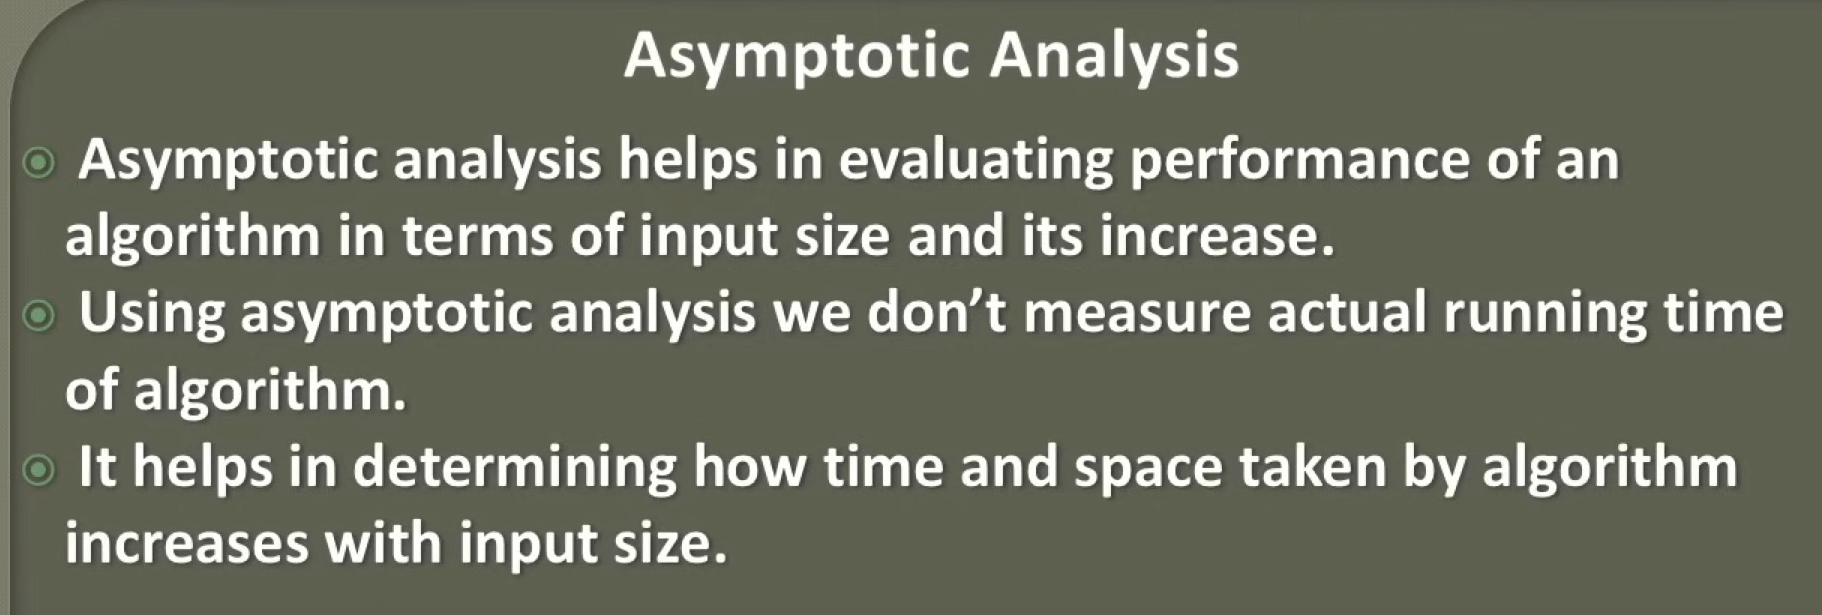 Asymptotic Analysis
Asymptotic analysis helps in evaluating performance of an
algorithm in terms of input size and its increase.
Using asymptotic analysis we don’t measure actual running time
of algorithm.
It helps in determining how time and space taken by algorithm
increases with input size.